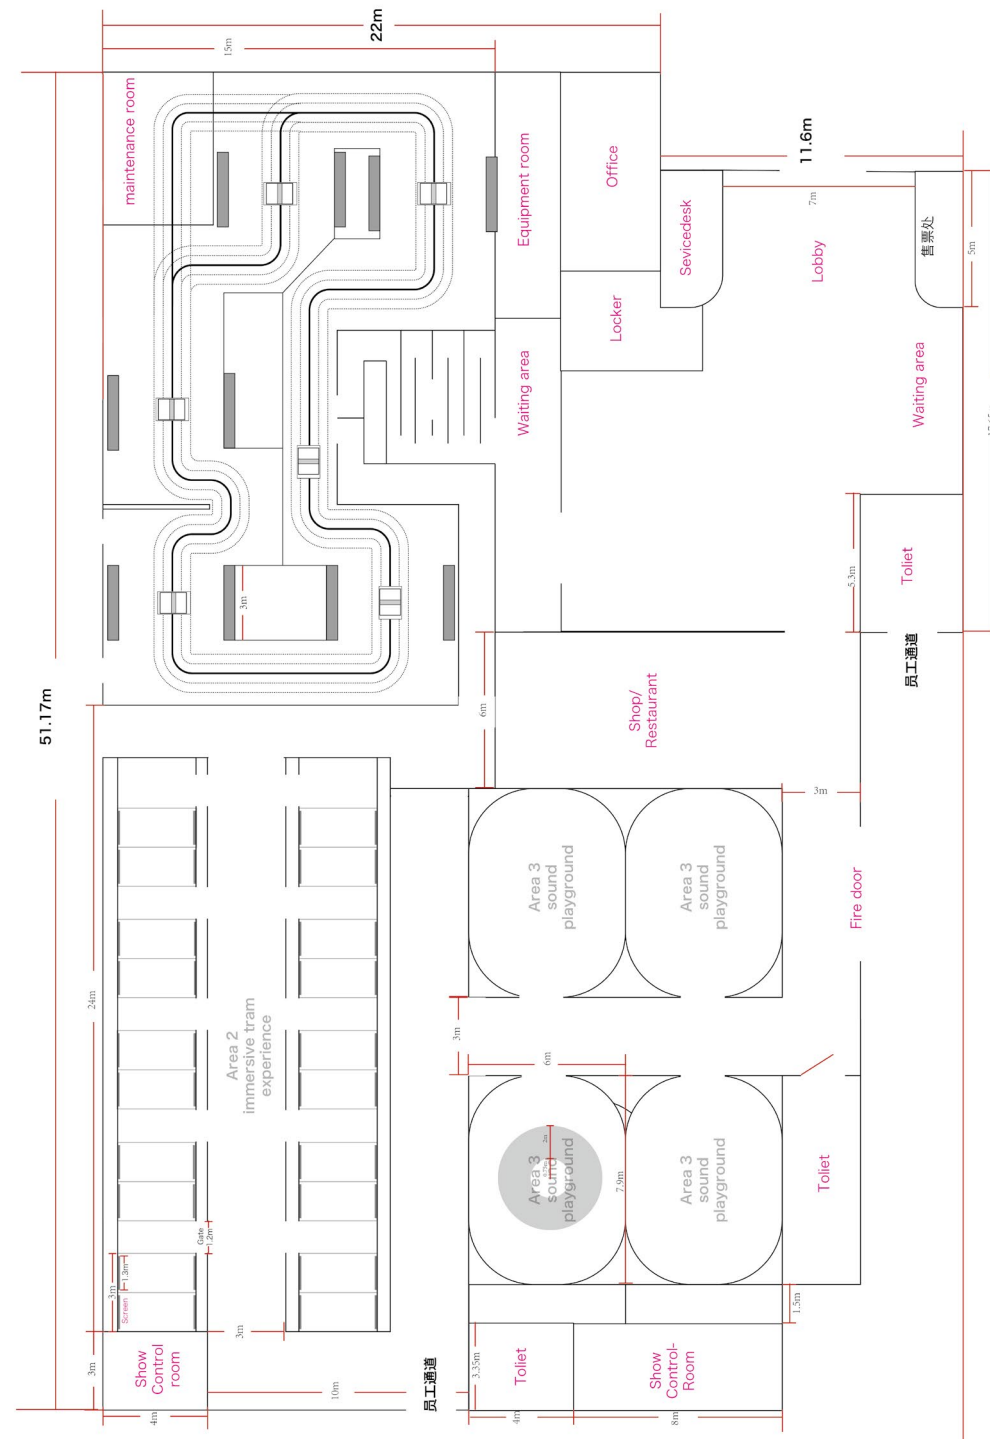 22m
15m
51.17m
maintenance room
Equipment room
Office
11.6m
Sevicedesk
7m
Lobby
售票处
5m
Locker
Waiting area
Waiting area
3m
5.3m
Toliet
员工通道
6m
Shop/
Restaurant
3m
24m
Area 2
immersive tram
experience
Area 3
sound
playground
Area 3
sound
playground
Fire door
3m
6m
Area 3
sound
playground
2m
7.9m
Area 3
sound
playground
Toliet
Gate
1.2m
1.3m
3m
Screen
3m
3m
Show
Control
room
4m
10m
员工通道
3.35m
Toliet
4m
Show
Control-
Room
8m
1.5m